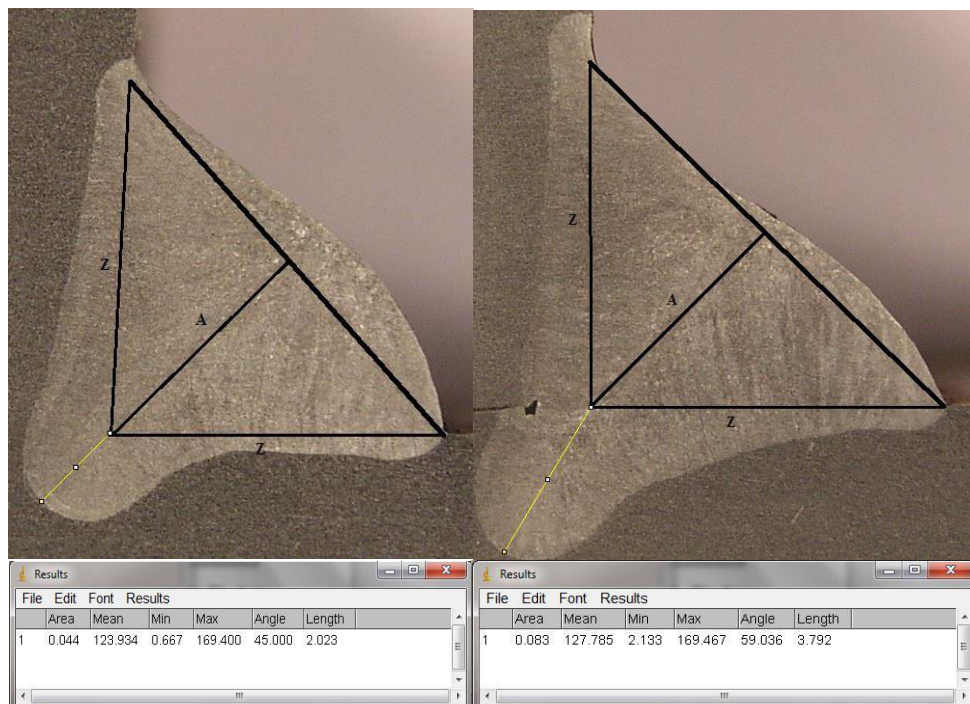 Z
A
Z
Z
A
Z
Results
File Edit Font Results
Area Mean Min Max Angle Length
1 0.044 123.934 0.667 169.400 45.000 2.023
Results
File Edit Font Results
Area Mean Min Max Angle Length
1 0.083 127.785 2.133 169.467 59.036 3.792